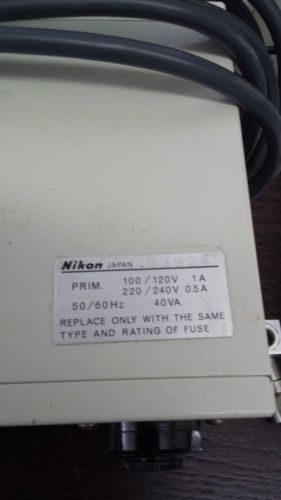 Nikon JAPAN 53924
PRIM. 100/120V 1A
220/240V 0.5A
50/60Hz 40VA
REPLACE ONLY WITH THE SAME
TYPE AND RATING OF FUSE